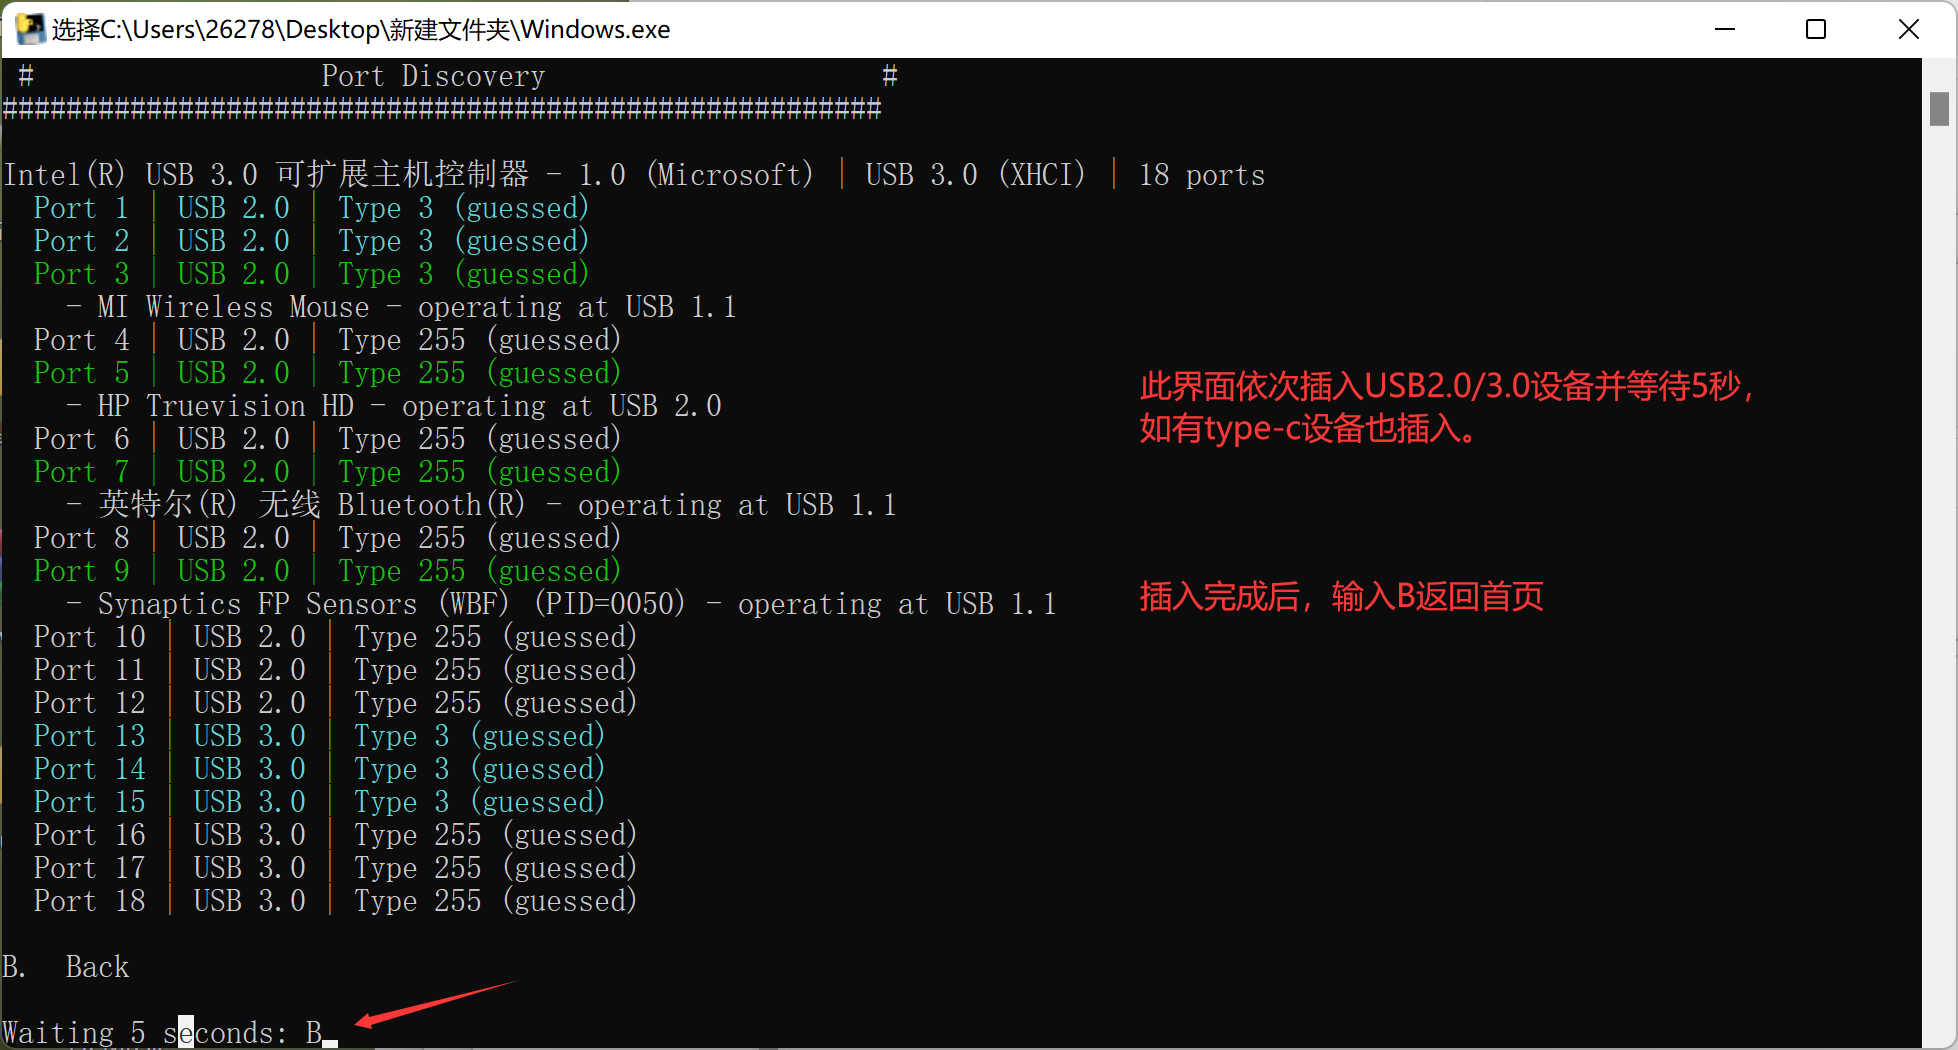 选择C:\Users\26278\Desktop\新建文件夹\Windows.exe
# Port Discovery #
#######################################################
Intel(R) USB 3.0 可扩展主机控制器 - 1.0 (Microsoft) | USB 3.0 (XHCI) | 18 ports
Port 1 | USB 2.0 | Type 3 (guessed)
Port 2 | USB 2.0 | Type 3 (guessed)
Port 3 | USB 2.0 | Type 3 (guessed)
- MI Wireless Mouse - operating at USB 1.1
Port 4 | USB 2.0 | Type 255 (guessed)
Port 5 | USB 2.0 | Type 255 (guessed)
- HP Truevision HD - operating at USB 2.0
Port 6 | USB 2.0 | Type 255 (guessed)
Port 7 | USB 2.0 | Type 255 (guessed)
- 英特尔(R) 无线 Bluetooth(R) - operating at USB 1.1
Port 8 | USB 2.0 | Type 255 (guessed)
Port 9 | USB 2.0 | Type 255 (guessed)
- Synaptics FP Sensors (WBF) (PID=0050) - operating at USB 1.1
Port 10 | USB 2.0 | Type 255 (guessed)
Port 11 | USB 2.0 | Type 255 (guessed)
Port 12 | USB 2.0 | Type 255 (guessed)
Port 13 | USB 3.0 | Type 3 (guessed)
Port 14 | USB 3.0 | Type 3 (guessed)
Port 15 | USB 3.0 | Type 3 (guessed)
Port 16 | USB 3.0 | Type 255 (guessed)
Port 17 | USB 3.0 | Type 255 (guessed)
Port 18 | USB 3.0 | Type 255 (guessed)
B. Back
Waiting 5 seconds: B_
此界面依次插入USB2.0/3.0设备并等待5秒，
如有type-c设备也插入。
插入完成后，输入B返回首页